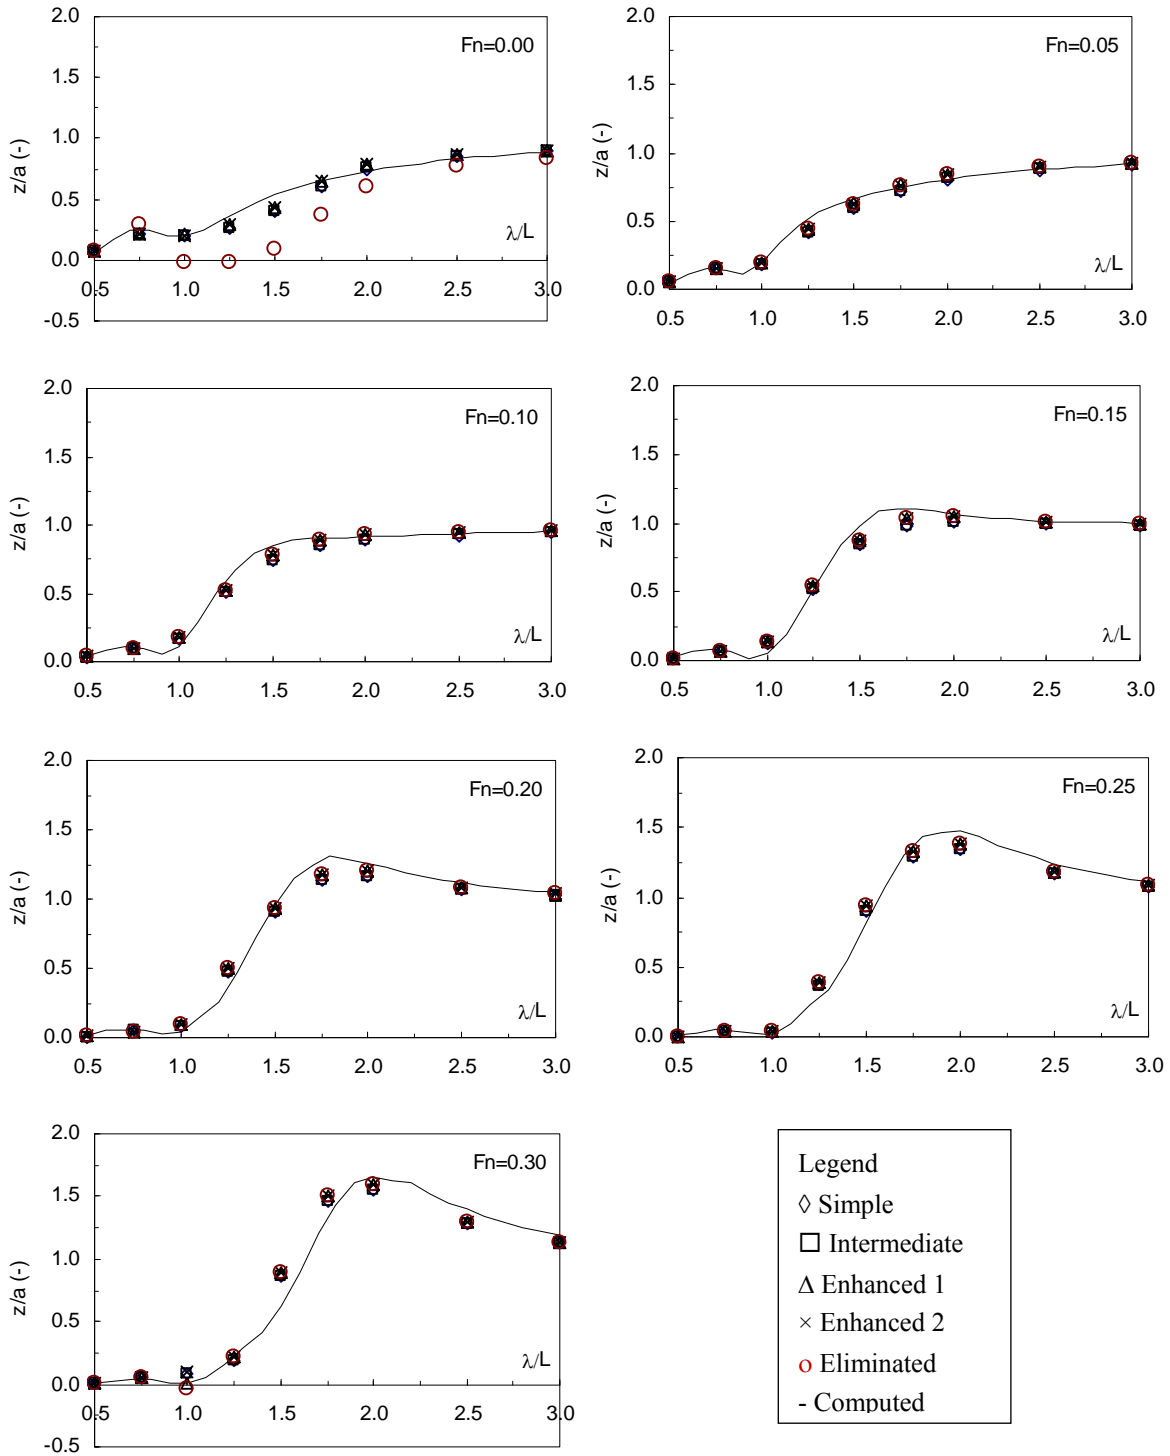 2.0
Fn=0.00
1.5
1.0
z/a (-)
0.5
λ/L
0.0
0.5 1.0 1.5 2.0 2.5 3.0
-0.5
2.0
Fn=0.05
1.5
1.0
z/a (-)
0.5
λ/L
0.0
0.5 1.0 1.5 2.0 2.5 3.0
2.0
Fn=0.10
1.5
1.0
z/a (-)
0.5
λ/L
0.0
0.5 1.0 1.5 2.0 2.5 3.0
2.0
Fn=0.15
1.5
1.0
z/a (-)
0.5
λ/L
0.0
0.5 1.0 1.5 2.0 2.5 3.0
2.0
Fn=0.20
1.5
1.0
z/a (-)
0.5
λ/L
0.0
0.5 1.0 1.5 2.0 2.5 3.0
2.0
Fn=0.25
1.5
1.0
z/a (-)
0.5
λ/L
0.0
0.5 1.0 1.5 2.0 2.5 3.0
2.0
Fn=0.30
1.5
1.0
z/a (-)
0.5
λ/L
0.0
0.5 1.0 1.5 2.0 2.5 3.0
-0.5
Legend
◊ Simple
□ Intermediate
Δ Enhanced 1
× Enhanced 2
o Eliminated
- Computed